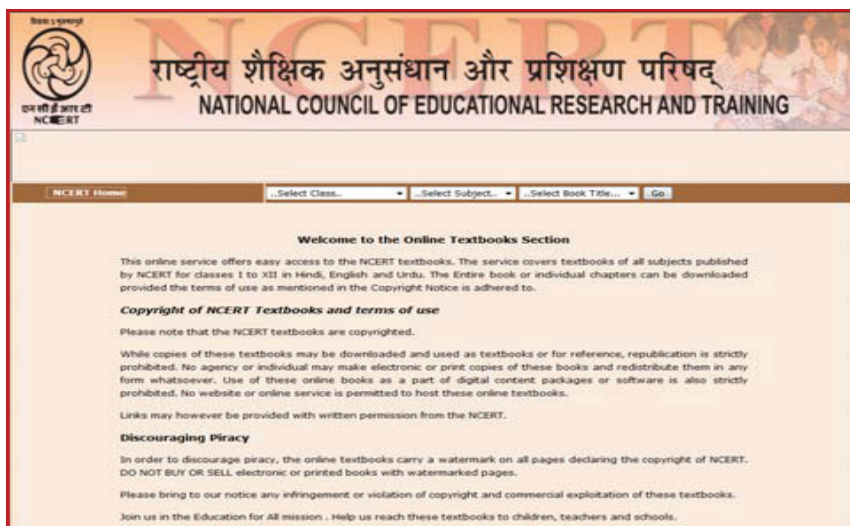 विद्यया ऽ मृतमश्नुते
एन सी ई आर टी
NCERT
NCERT
राष्ट्रीय शैक्षिक अनुसंधान और प्रशिक्षण परिषद्
NATIONAL COUNCIL OF EDUCATIONAL RESEARCH AND TRAINING
NCERT Home ..Select Class.. ..Select Subject.. ..Select Book Title... Go
Welcome to the Online Textbooks Section
This online service offers easy access to the NCERT textbooks. The service covers textbooks of all subjects published
by NCERT for classes I to XII in Hindi, English and Urdu. The Entire book or individual chapters can be downloaded
provided the terms of use as mentioned in the Copyright Notice is adhered to.
Copyright of NCERT Textbooks and terms of use
Please note that the NCERT textbooks are copyrighted.
While copies of these textbooks may be downloaded and used as textbooks or for reference, republication is strictly
prohibited. No agency or individual may make electronic or print copies of these books and redistribute them in any
form whatsoever. Use of these online books as a part of digital content packages or software is also strictly
prohibited. No website or online service is permitted to host these online textbooks.
Links may however be provided with written permission from the NCERT.
Discouraging Piracy
In order to discourage piracy, the online textbooks carry a watermark on all pages declaring the copyright of NCERT.
DO NOT BUY OR SELL electronic or printed books with watermarked pages.
Please bring to our notice any infringement or violation of copyright and commercial exploitation of these textbooks.
Join us in the Education for All mission . Help us reach these textbooks to children, teachers and schools.